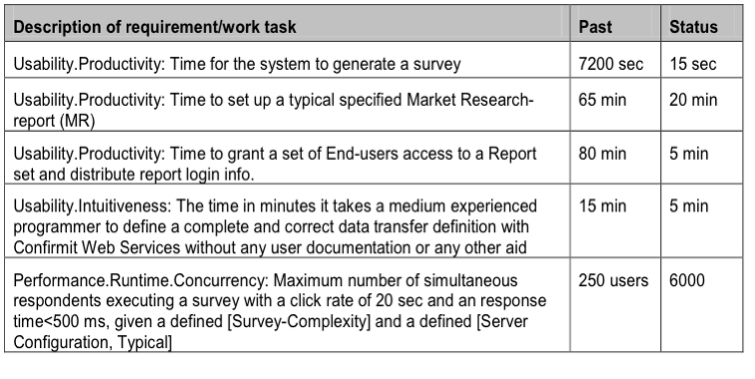 Description of requirement/work task Past Status
Usability.Productivity: Time for the system to generate a survey 7200 sec 15 sec
Usability.Productivity: Time to set up a typical specified Market Research- 65 min 20 min
report (MR)
Usability.Productivity: Time to grant a set of End-users access to a Report 80 min 5 min
set and distribute report login info.
Usability.Intuitiveness: The time in minutes it takes a medium experienced 15 min 5 min
programmer to define a complete and correct data transfer definition with
Confirmit Web Services without any user documentation or any other aid
Performance.Runtime.Concurrency: Maximum number of simultaneous 250 users 6000
respondents executing a survey with a click rate of 20 sec and an response
time<500 ms, given a defined [Survey-Complexity] and a defined [Server
Configuration, Typical]